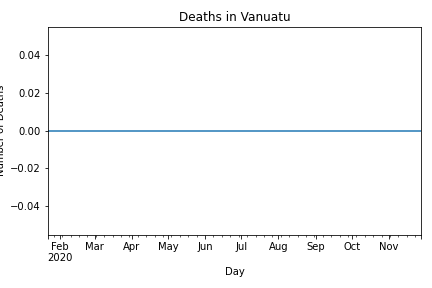 Deaths in Vanuatu
0.04
0.02
0.00
−0.02
−0.04
Number of Deaths
Feb Mar Apr May Jun Jul Aug Sep Oct Nov
2020
Day